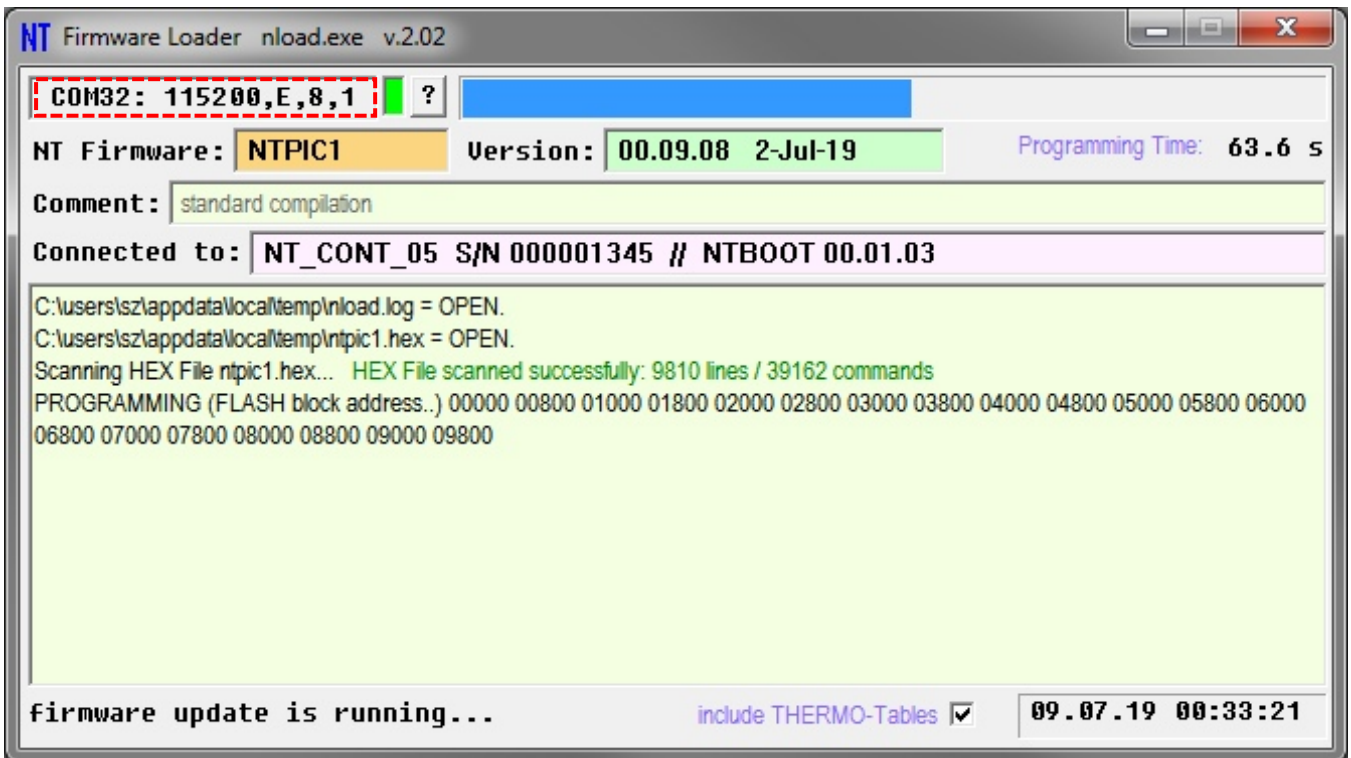 NT Firmware Loader nload.exe v.2.02
COM32: 115200,E,8,1 ?
NT Firmware: NTPIC1 Version: 00.09.08 2-Jul-19 Programming Time: 63.6 s
Comment: standard compilation
Connected to: NT_CONT_05 S/N 000001345 // NTBOOT 00.01.03
C:\users\sz\appdata\local\temp\nload.log = OPEN.
C:\users\sz\appdata\local\temp\ntpic1.hex = OPEN.
Scanning HEX File ntpic1.hex... HEX File scanned successfully: 9810 lines / 39162 commands
PROGRAMMING (FLASH block address..) 00000 00800 01000 01800 02000 02800 03000 03800 04000 04800 05000 05800 06000
06800 07000 07800 08000 08800 09000 09800
firmware update is running... include THERMO-Tables 09.07.19 00:33:21